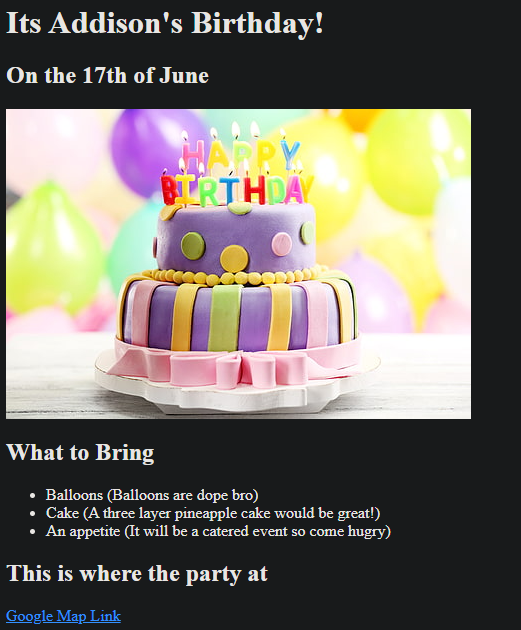 Its Addison's Birthday!
On the 17th of June
HAPPY
BIRTHDAY
What to Bring
Balloons (Balloons are dope bro)
Cake (A three layer pineapple cake would be great!)
An appetite (It will be a catered event so come hugry)
This is where the party at
Google Map Link